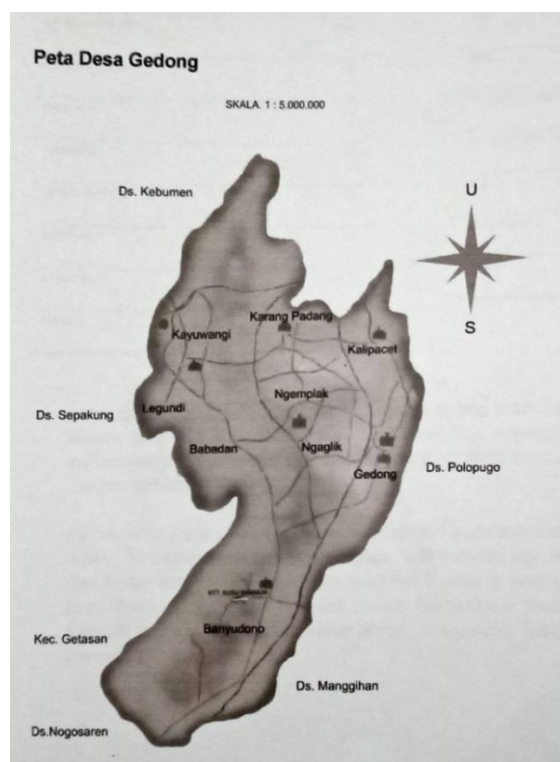 Peta Desa Gedong
SKALA. 1 : 5.000.000
Ds. Kebumen
U
S
Karang Padang
Kayuwangi
Kalipacet
Ngemplak
Legundi
Ds. Sepakung
Babadan
Ngaglik
Ds. Polopugo
Gedong
Banyudono
Kec. Getasan
Ds. Manggihan
Ds.Nogosaren